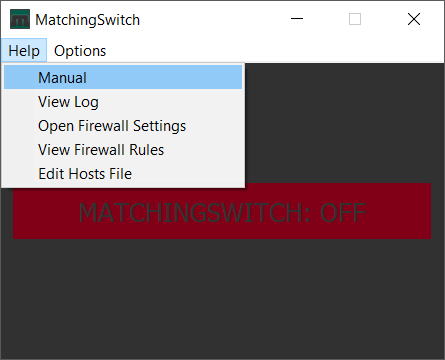 MatchingSwitch
Help Options
Manual
View Log
Open Firewall Settings
View Firewall Rules
Edit Hosts File
MATCHINGSWITCH: OFF